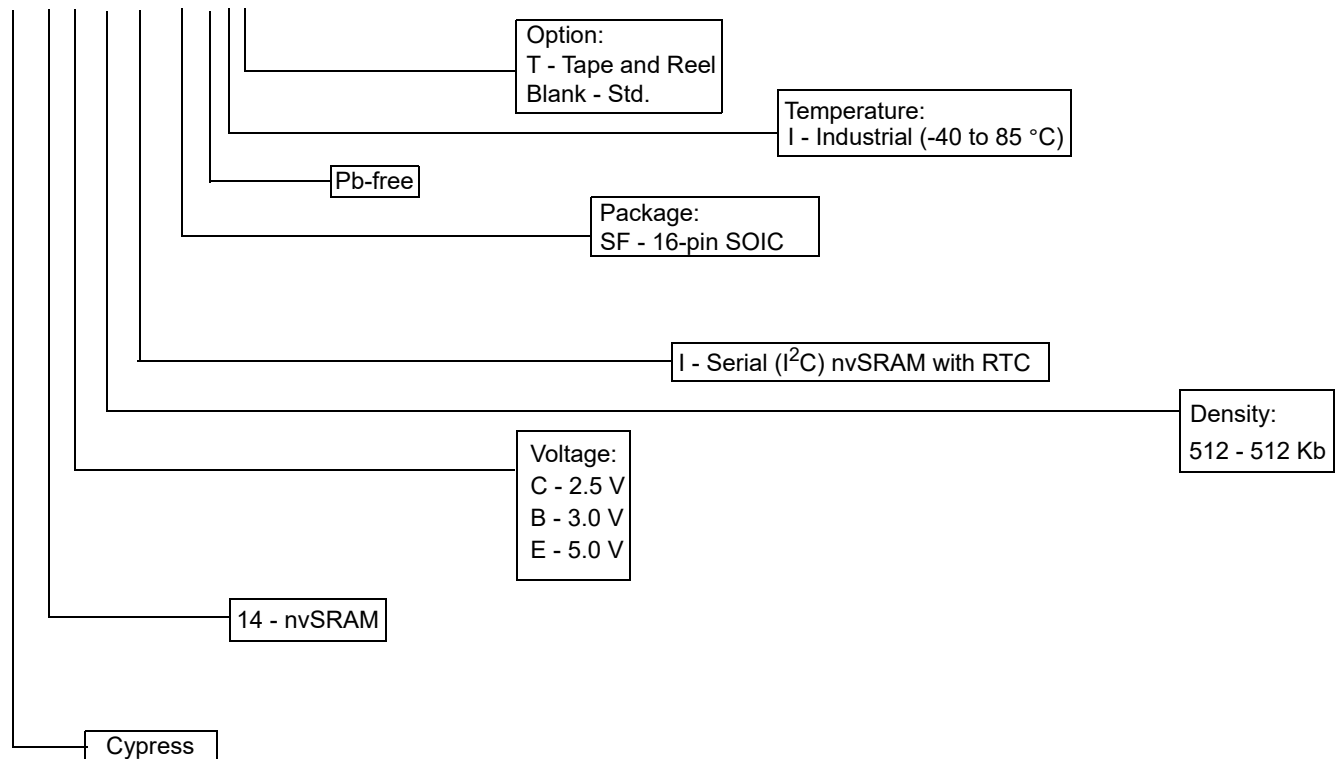 Option:
T - Tape and Reel
Blank - Std.
Temperature:
I - Industrial (-40 to 85 °C)
Pb-free
Package:
SF - 16-pin SOIC
I - Serial (I²C) nvSRAM with RTC
Density:
512 - 512 Kb
Voltage:
C - 2.5 V
B - 3.0 V
E - 5.0 V
14 - nvSRAM
Cypress